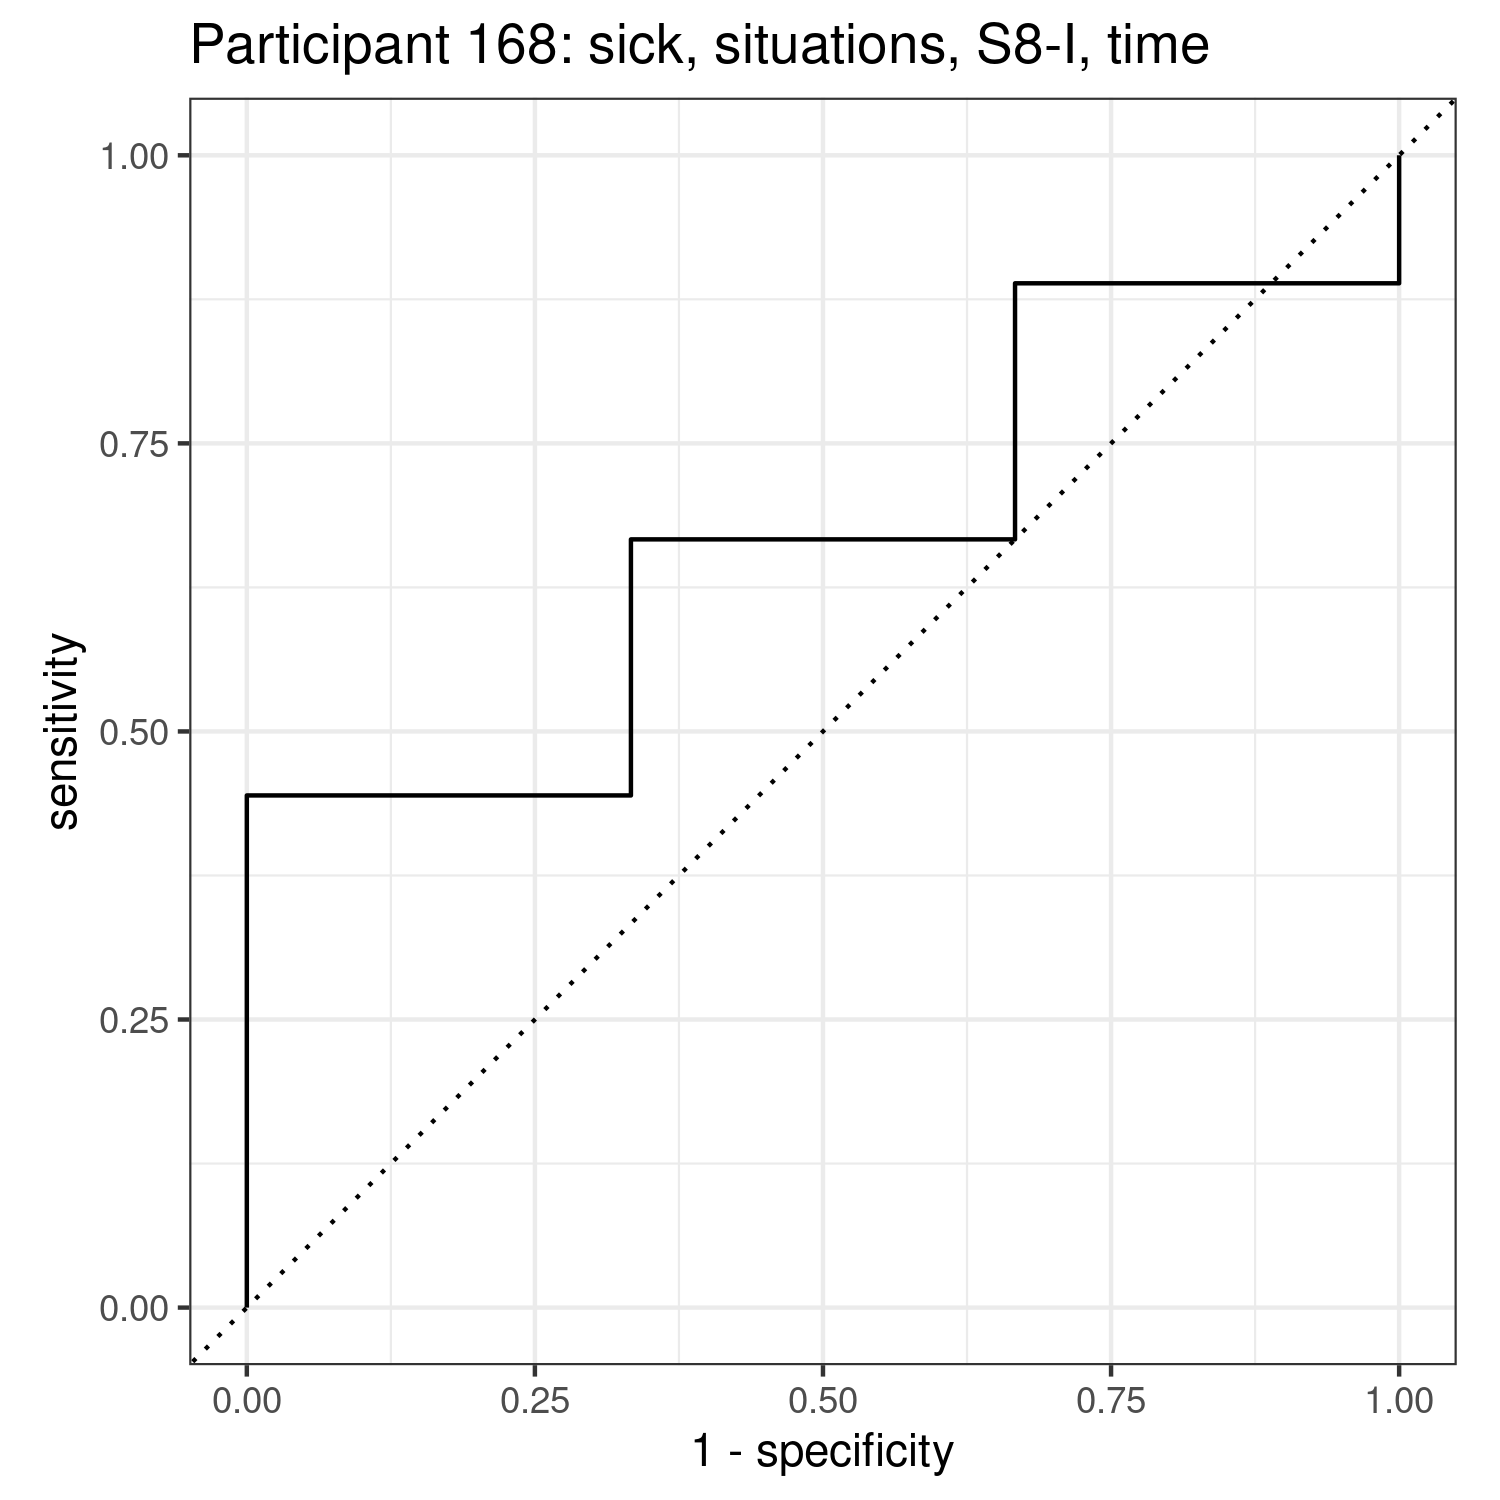 Participant 168: sick, situations, S8-I, time
1.00
0.75
0.50
0.25
0.00
sensitivity
0.00 0.25 0.50 0.75 1.00
1 - specificity